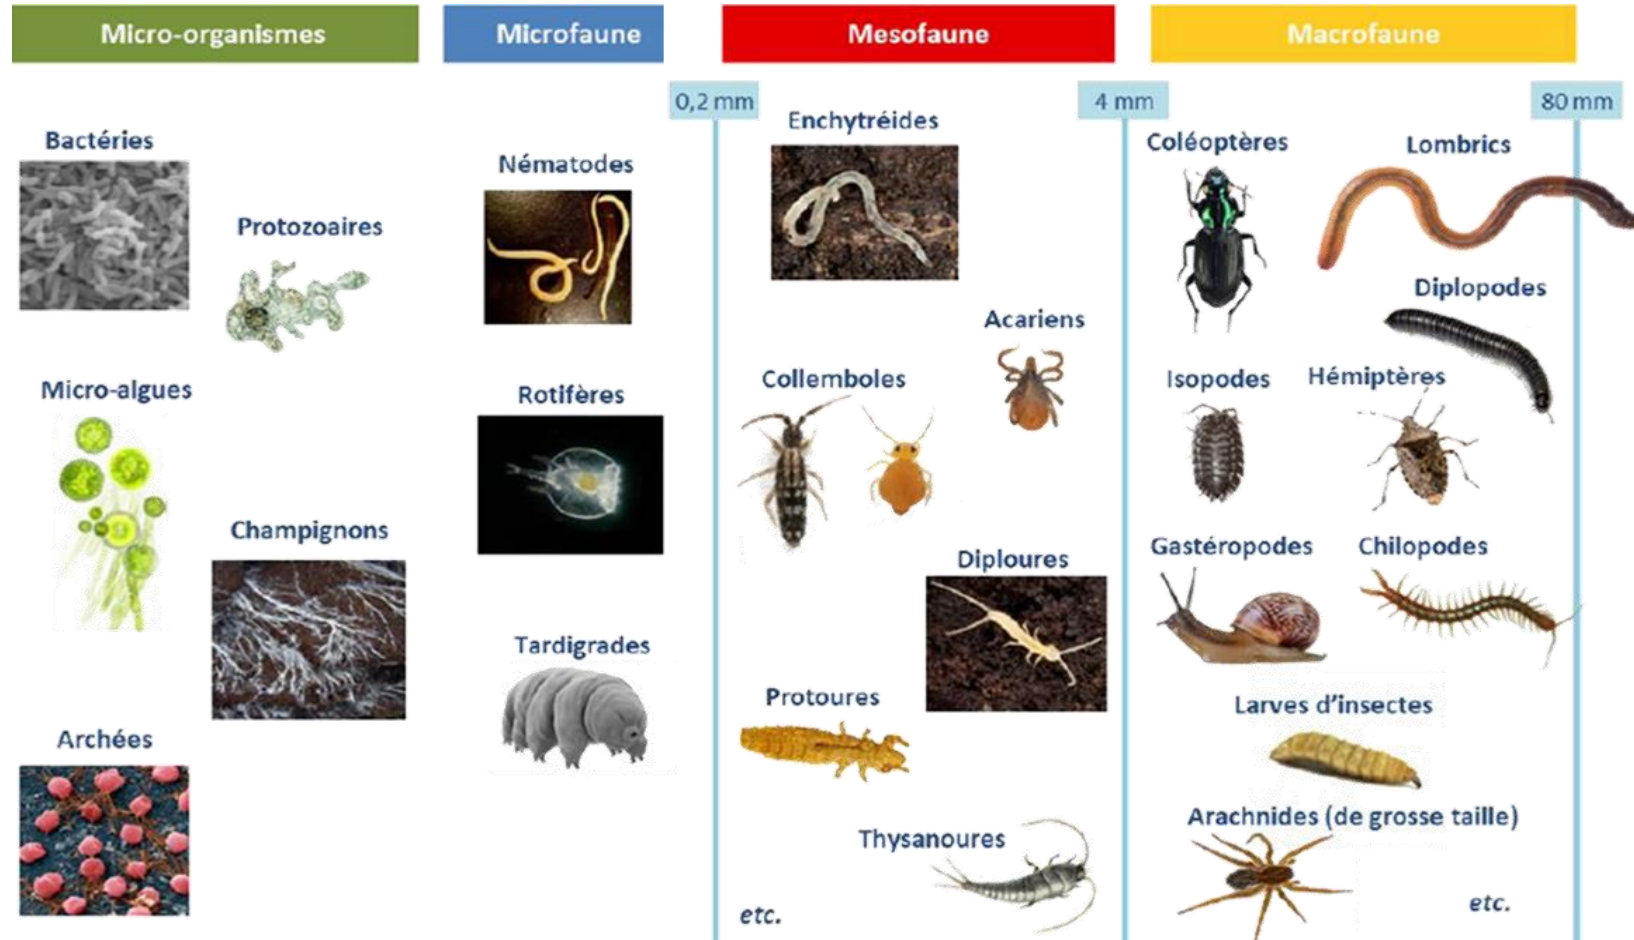 Micro-organismes
Microfaune
Mesofaune
Macrofaune
0,2 mm
4 mm
80 mm
Bactéries
Protozoaires
Micro-algues
Champignons
Archées
Nématodes
Rotifères
Tardigrades
Enchytréides
Acariens
Collemboles
Diploures
Protoures
Thysanoures
etc.
Coléoptères
Lombrics
Diplopodes
Isopodes
Hémiptères
Gastéropodes
Chilopodes
Larves d'insectes
Arachnides (de grosse taille)
etc.